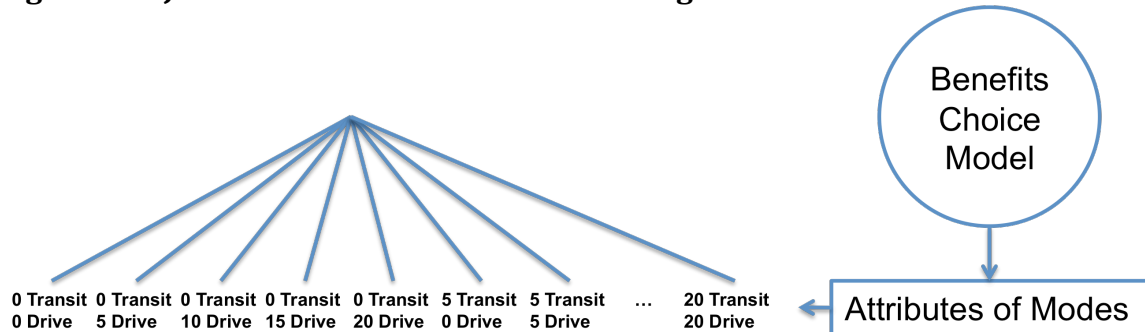 Benefits
Choice
Model
0 Transit 0 Transit 0 Transit 0 Transit 0 Transit 5 Transit 5 Transit ... 20 Transit
0 Drive 5 Drive 10 Drive 15 Drive 20 Drive 0 Drive 5 Drive 20 Drive
Attributes of Modes